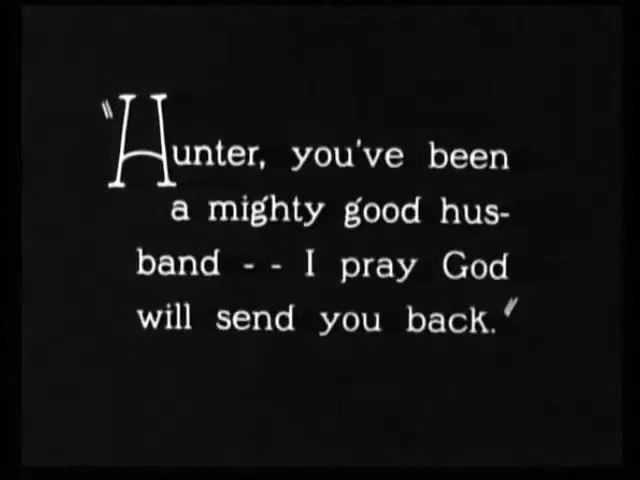 "Hunter, you've been
a mighty good hus-
band - - I pray God
will send you back."